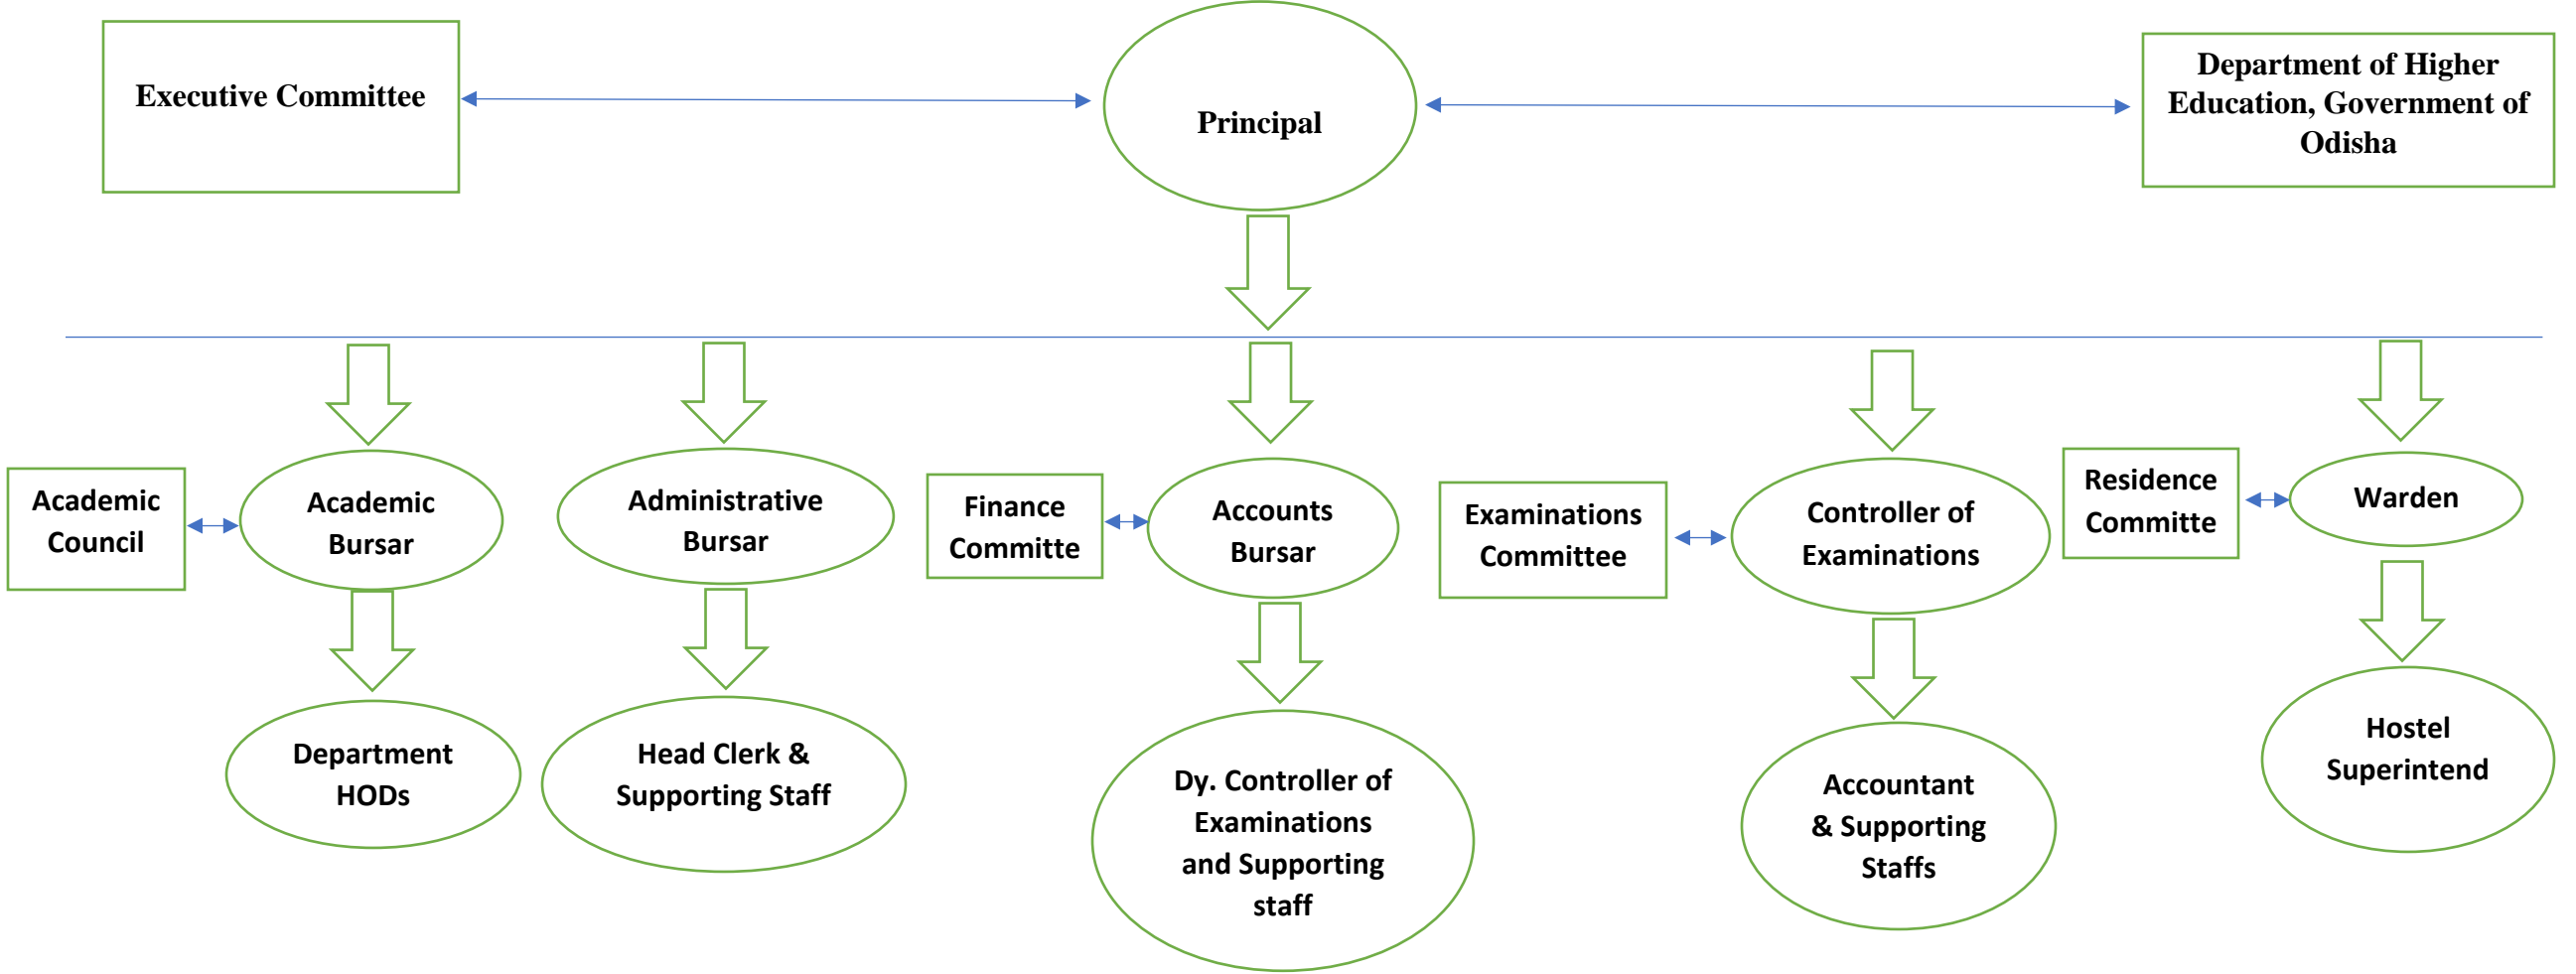 Executive Committee
Principal
Department of Higher
Education, Government of
Odisha
Academic
Council
Academic
Bursar
Administrative
Bursar
Finance
Committe
Accounts
Bursar
Examinations
Committee
Controller of
Examinations
Residence
Committe
Warden
Department
HODs
Head Clerk &
Supporting Staff
Dy. Controller of
Examinations
and Supporting
staff
Accountant
& Supporting
Staffs
Hostel
Superintend